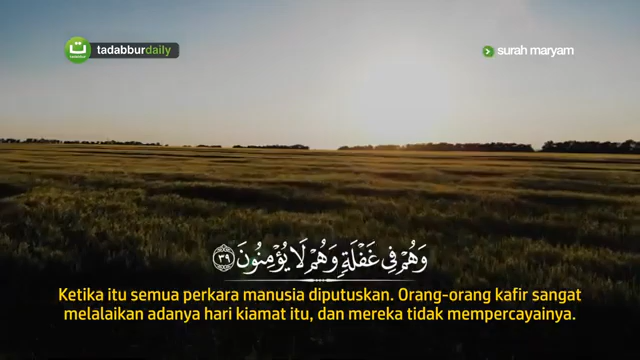 tadabburdaily
surah maryam
وَهُمْ فِي غَفْلَةٍ وَهُمْ لَا يُؤْمِنُونَ ٣٩
Ketika itu semua perkara manusia diputuskan. Orang-orang kafir sangat
melalaikan adanya hari kiamat itu, dan mereka tidak mempercayainya.